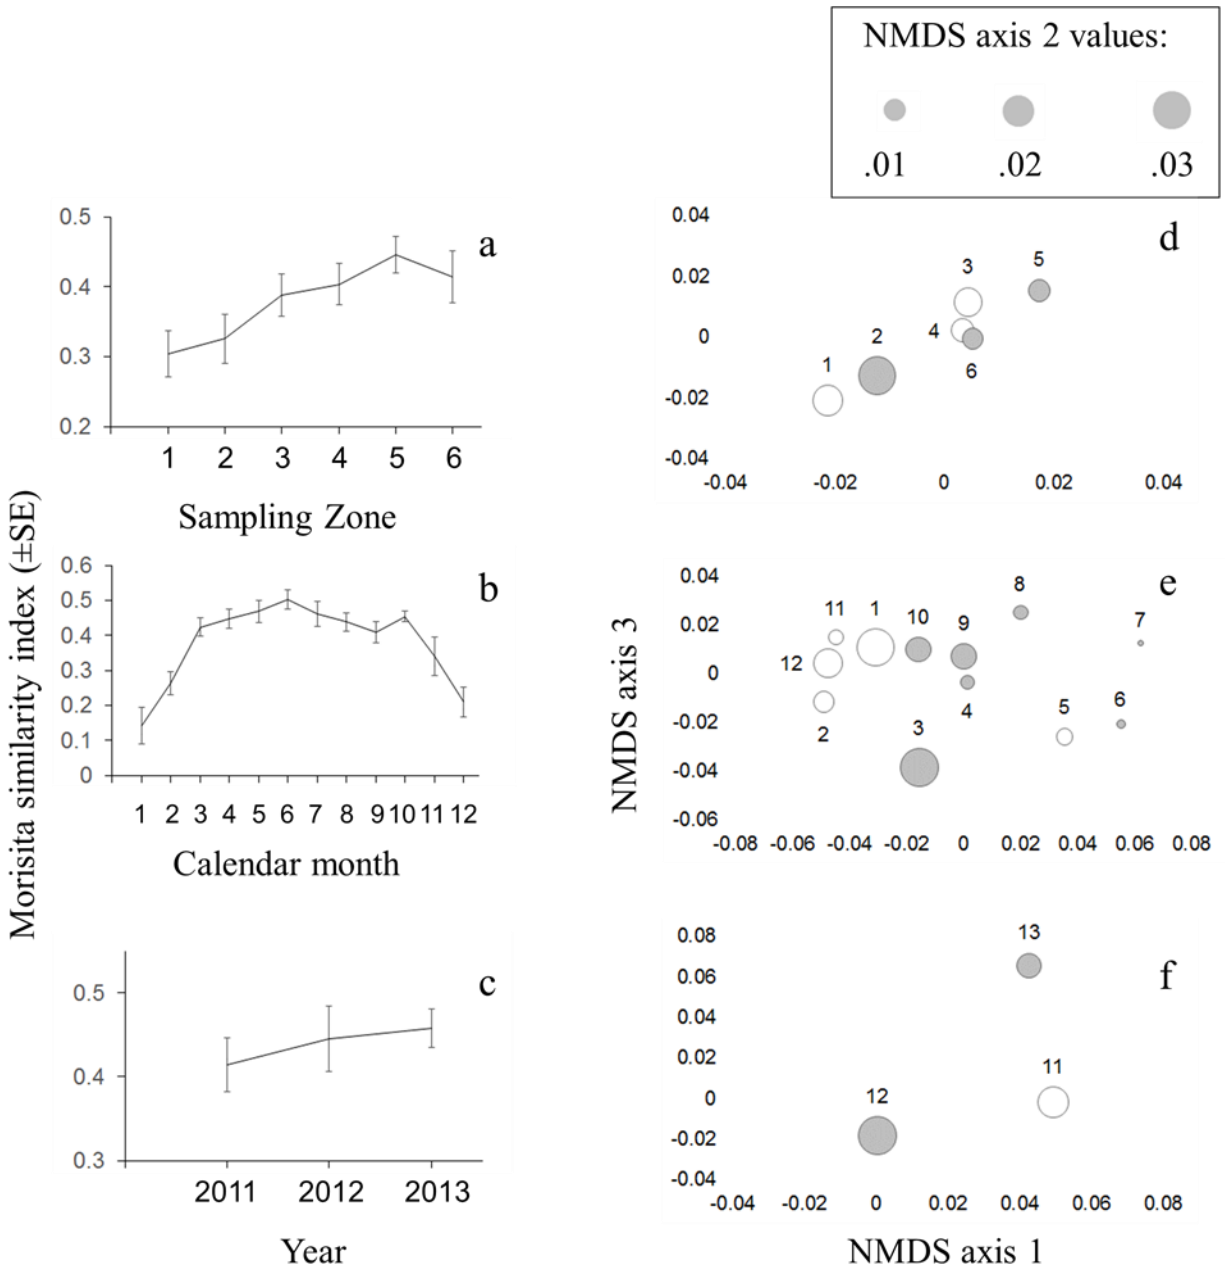 NMDS axis 2 values:
.01 .02 .03
Morisita similarity index (±SE)
a
0.5
0.4
0.3
0.2
1 2 3 4 5 6
Sampling Zone
b
0.6
0.5
0.4
0.3
0.2
0.1
0
1 2 3 4 5 6 7 8 9 10 11 12
Calendar month
c
0.5
0.4
0.3
2011 2012 2013
Year
NMDS axis 3
d
0.04
0.02
0
-0.02
-0.04
1 2 3 4 5 6
-0.04 -0.02 0 0.02 0.04
e
0.04
0.02
0
-0.02
-0.04
-0.06
11 1 10 9 8 7
12 2 3 4 5 6
-0.08 -0.06 -0.04 -0.02 0 0.02 0.04 0.06 0.08
f
0.08
0.06
0.04
0.02
0
-0.02
-0.04
13
11
12
-0.04 -0.02 0 0.02 0.04 0.06 0.08
NMDS axis 1